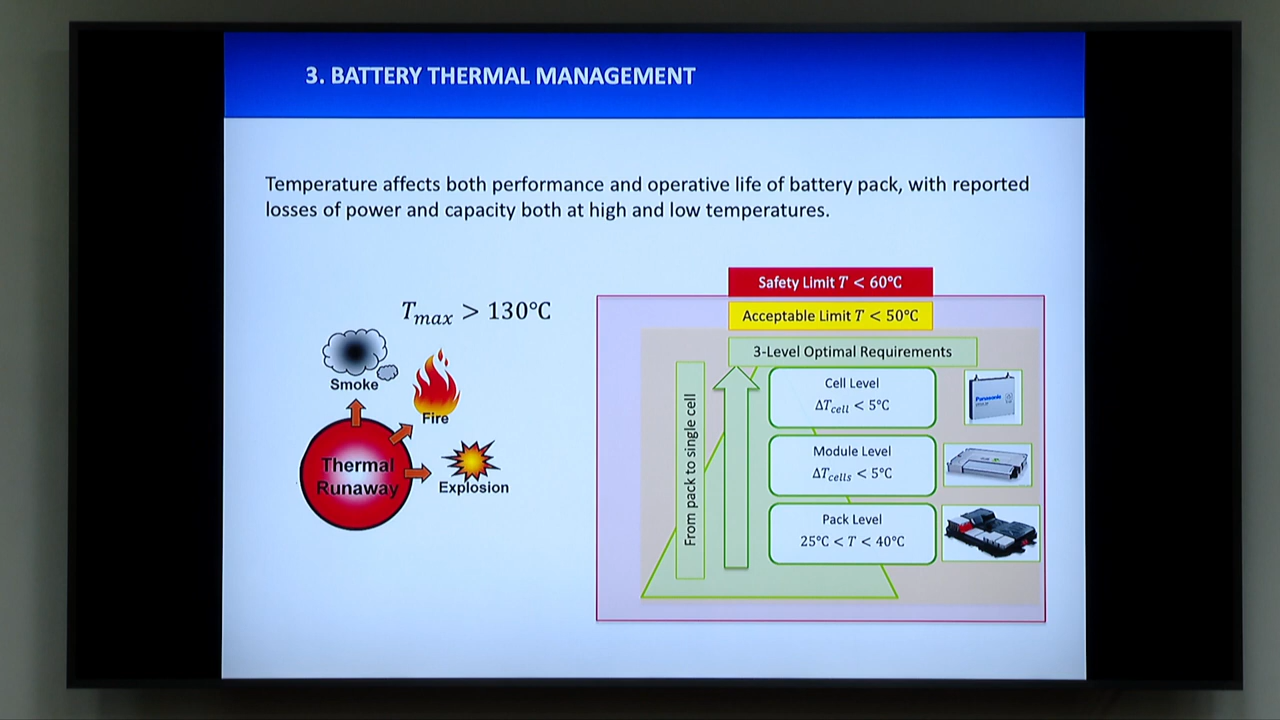 3. BATTERY THERMAL MANAGEMENT
Temperature affects both performance and operative life of battery pack, with reported
losses of power and capacity both at high and low temperatures.
T_max > 130℃
Smoke
Fire
Thermal
Runaway
Explosion
Safety Limit T < 60℃
Acceptable Limit T < 50℃
3-Level Optimal Requirements
From pack to single cell
Cell Level
ΔT_cell < 5℃
Panasonic
Module Level
ΔT_cells < 5℃
Pack Level
25℃ < T < 40℃